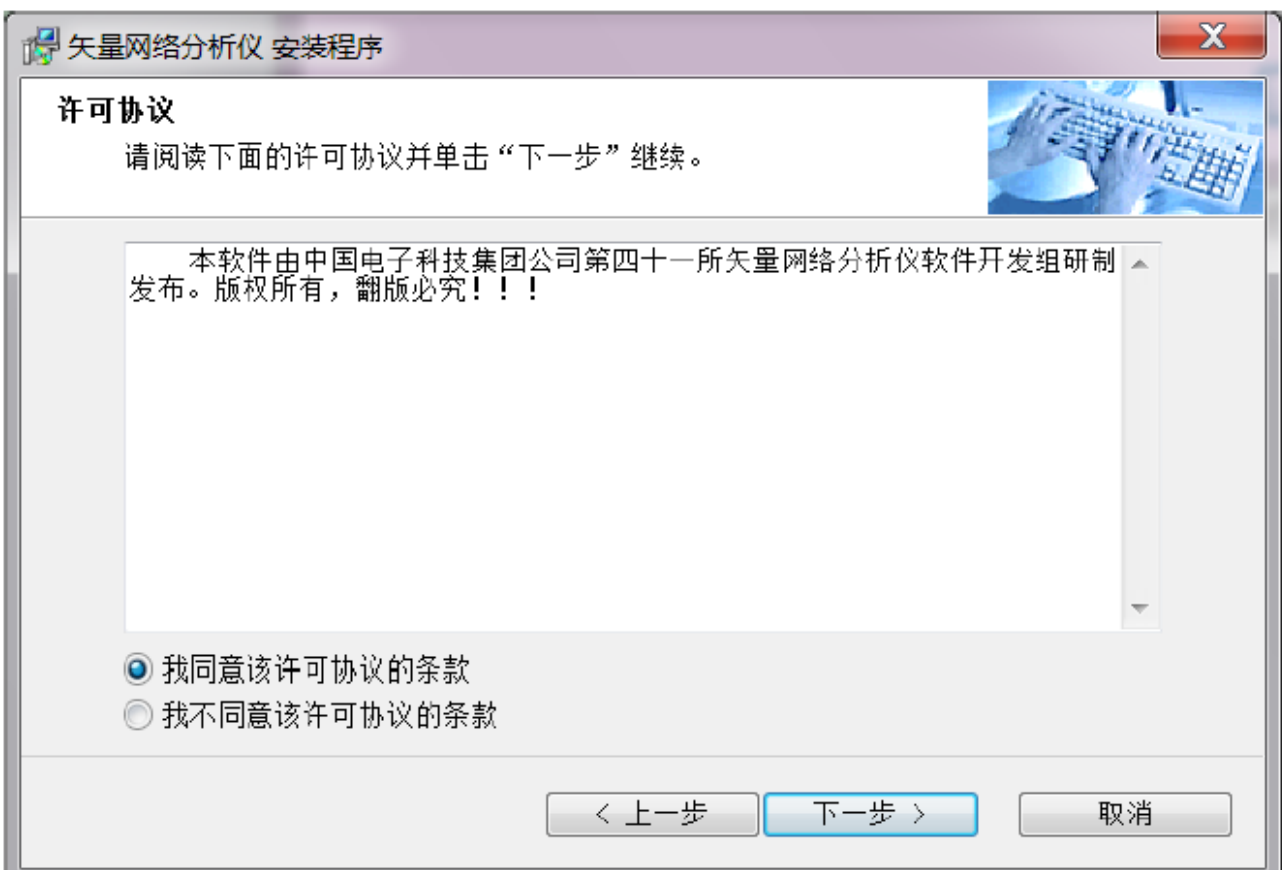 矢量网络分析仪 安装程序
许可协议
请阅读下面的许可协议并单击“下一步”继续。
本软件由中国电子科技集团公司第四十一所矢量网络分析仪软件开发组研制
发布。版权所有，翻版必究！！！
我同意该许可协议的条款
我不同意该许可协议的条款
< 上一步
下一步 >
取消